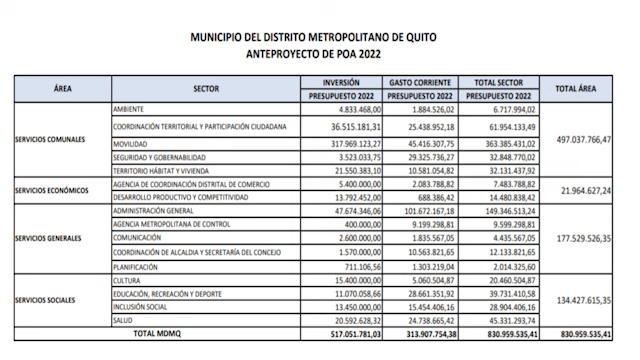 MUNICIPIO DEL DISTRITO METROPOLITANO DE QUITO
ANTEPROYECTO DE POA 2022
ÁREA SECTOR INVERSIÓN GASTO CORRIENTE TOTAL SECTOR TOTAL ÁREA
PRESUPUESTO 2022 PRESUPUESTO 2022 PRESUPUESTO 2022
SERVICIOS COMUNALES
AMBIENTE 4.833.468,00 1.884.526,02 6.717.994,02
COORDINACIÓN TERRITORIAL Y PARTICIPACIÓN CIUDADANA 36.515.181,31 25.438.952,18 61.954.133,49
MOVILIDAD 317.969.123,27 45.416.307,75 363.385.431,02
SEGURIDAD Y GOBERNABILIDAD 3.523.033,75 29.325.736,27 32.848.770,02
TERRITORIO HÁBITAT Y VIVIENDA 21.550.383,10 10.581.054,82 32.131.437,92
497.037.766,47
SERVICIOS ECONÓMICOS
AGENCIA DE COORDINACIÓN DISTRITAL DE COMERCIO 5.400.000,00 2.083.788,82 7.483.788,82
DESARROLLO PRODUCTIVO Y COMPETITIVIDAD 13.792.452,00 688.386,42 14.480.838,42
21.964.627,24
SERVICIOS GENERALES
ADMINISTRACIÓN GENERAL 47.674.346,06 101.672.167,18 149.346.513,24
AGENCIA METROPOLITANA DE CONTROL 400.000,00 9.199.298,81 9.599.298,81
COMUNICACIÓN 2.600.000,00 1.835.567,05 4.435.567,05
COORDINACIÓN DE ALCALDIA Y SECRETARÍA DEL CONCEJO 1.570.000,00 10.563.821,65 12.133.821,65
PLANIFICACIÓN 711.106,56 1.303.219,04 2.014.325,60
177.529.526,35
SERVICIOS SOCIALES
CULTURA 15.400.000,00 5.060.504,87 20.460.504,87
EDUCACIÓN, RECREACIÓN Y DEPORTE 11.070.058,66 28.661.351,92 39.731.410,58
INCLUSIÓN SOCIAL 13.450.000,00 15.454.406,16 28.904.406,16
SALUD 20.592.628,32 24.738.665,42 45.331.293,74
134.427.615,35
TOTAL MDMQ 517.051.781,03 313.907.754,38 830.959.535,41 830.959.535,41